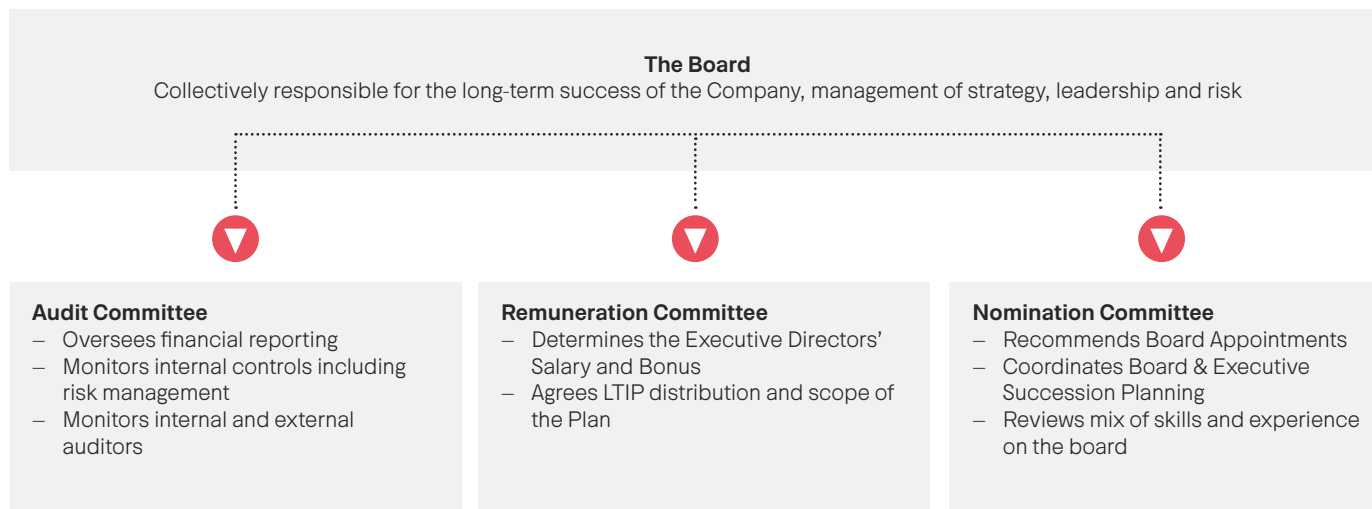 The Board
Collectively responsible for the long-term success of the Company, management of strategy, leadership and risk
Audit Committee
– Oversees financial reporting
– Monitors internal controls including
risk management
– Monitors internal and external
auditors
Remuneration Committee
– Determines the Executive Directors’
Salary and Bonus
– Agrees LTIP distribution and scope of
the Plan
Nomination Committee
– Recommends Board Appointments
– Coordinates Board & Executive
Succession Planning
– Reviews mix of skills and experience
on the board